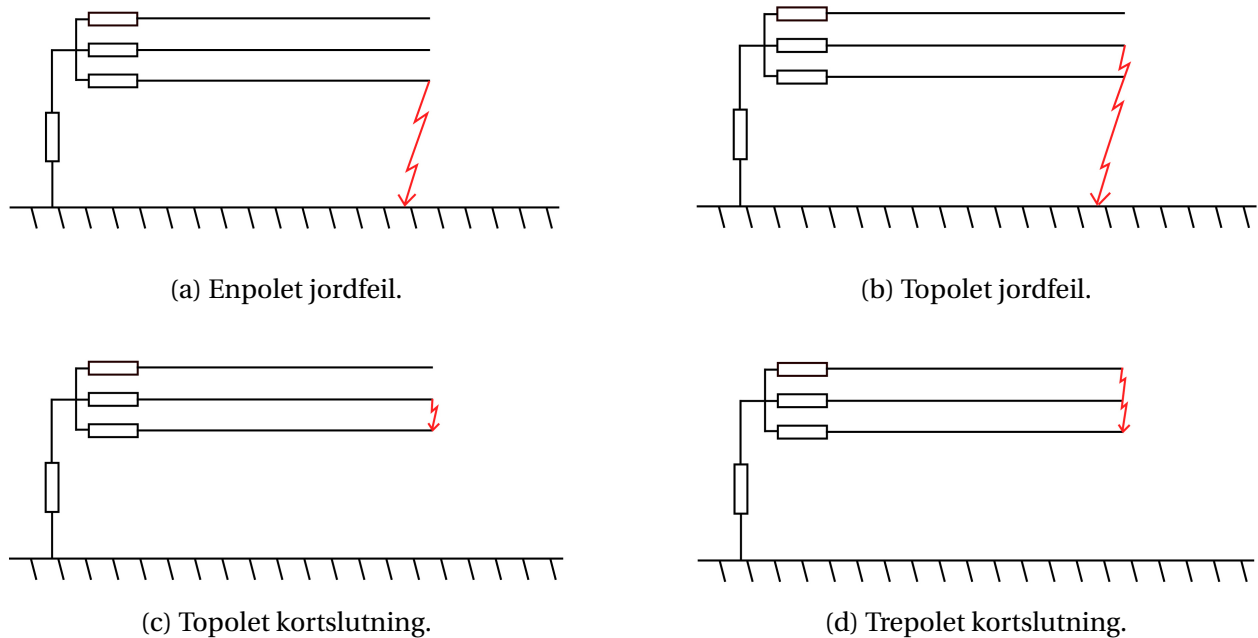 (a) Enpolet jordfeil.
(b) Topolet jordfeil.
(c) Topolet kortslutning.
(d) Trepolet kortslutning.